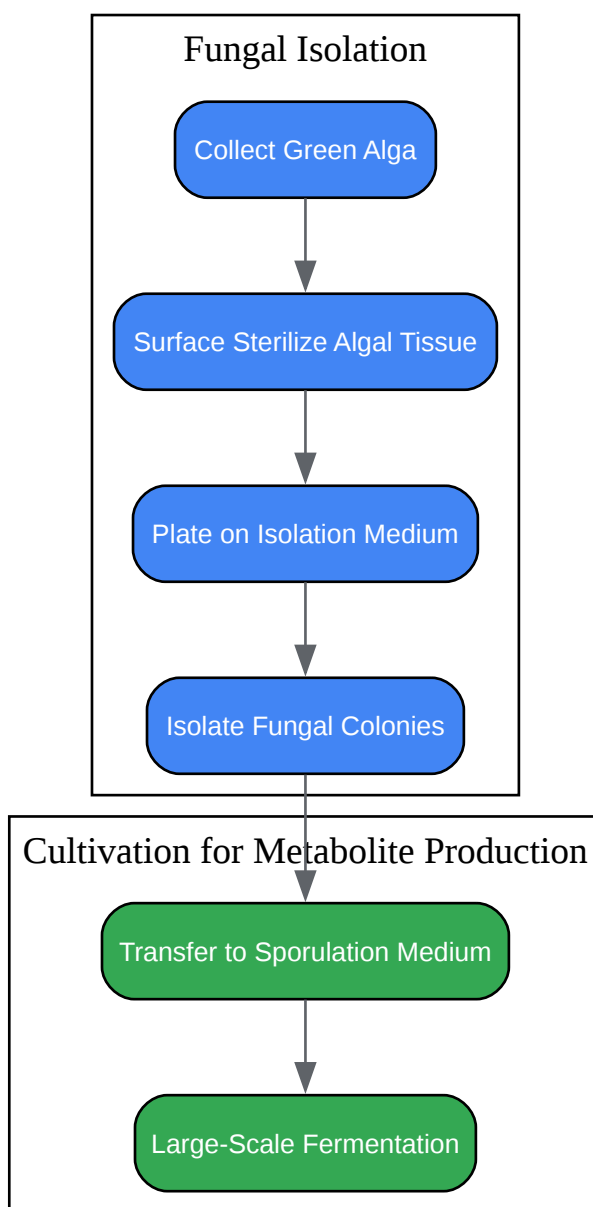 Fungal Isolation
Collect Green Alga
Surface Sterilize Algal Tissue
Plate on Isolation Medium
Isolate Fungal Colonies
Cultivation for Metabolite Production
Transfer to Sporulation Medium
Large-Scale Fermentation